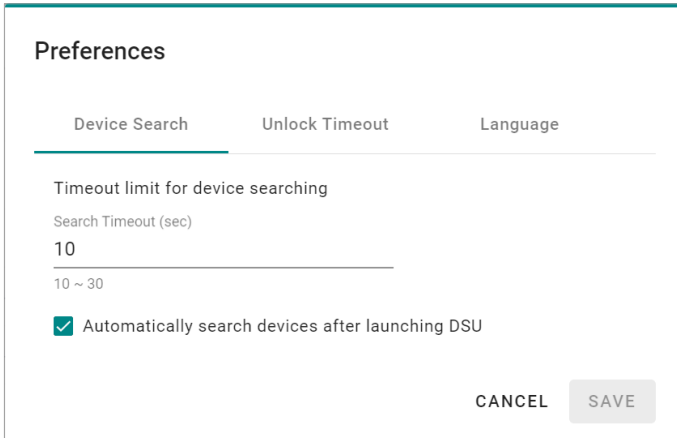 Preferences
Device Search Unlock Timeout Language
Timeout limit for device searching
Search Timeout (sec)
10
10 ~ 30
Automatically search devices after launching DSU
CANCEL SAVE